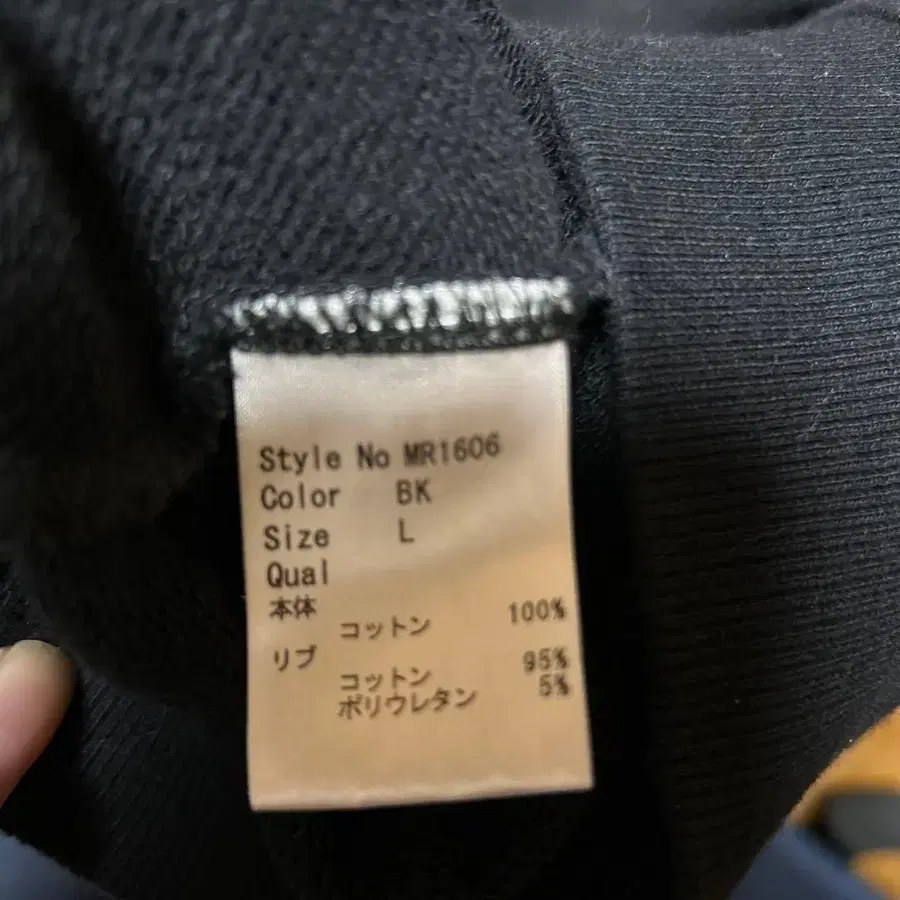 Style No MR1606
Color BK
Size L
Qual
本体
コットン 100%
リブ
コットン 95%
ポリウレタン 5%